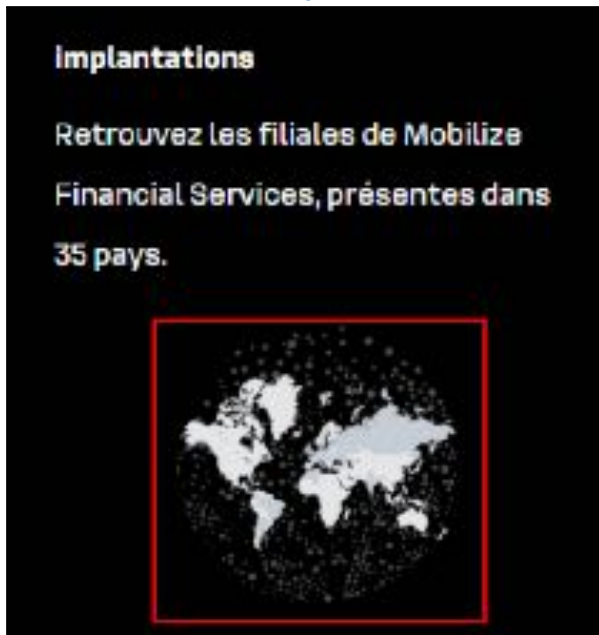 Implantations
Retrouvez les filiales de Mobilize
Financial Services, présentes dans
35 pays.